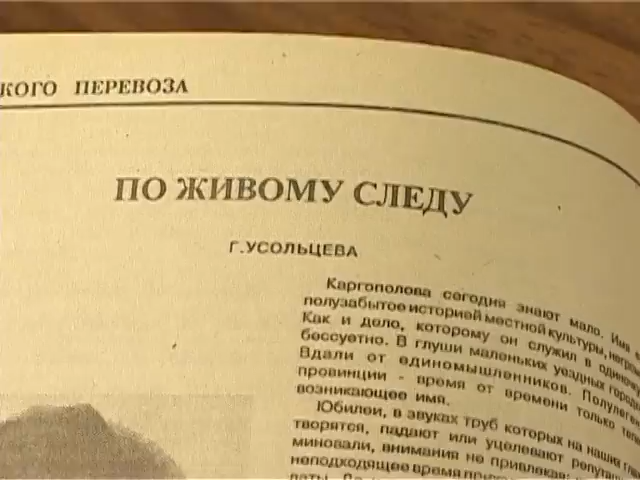 КОГО ПЕРЕВОЗА
ПО ЖИВОМУ СЛЕДУ
Г.УСОЛЬЦЕВА
Каргополова сегодня знают мало. Имя
полузабытое историей местной культуры,
Как и дело, которому он служил в
бессуетно. В глуши маленьких уездных
Вдали от единомышленников.
провинции - время от времени только
возникающее имя.
Юбилеи, в звуках труб которых на наших
творятся, падают или уцелевают
миновали, внимания не привлекая:
неподходящее время